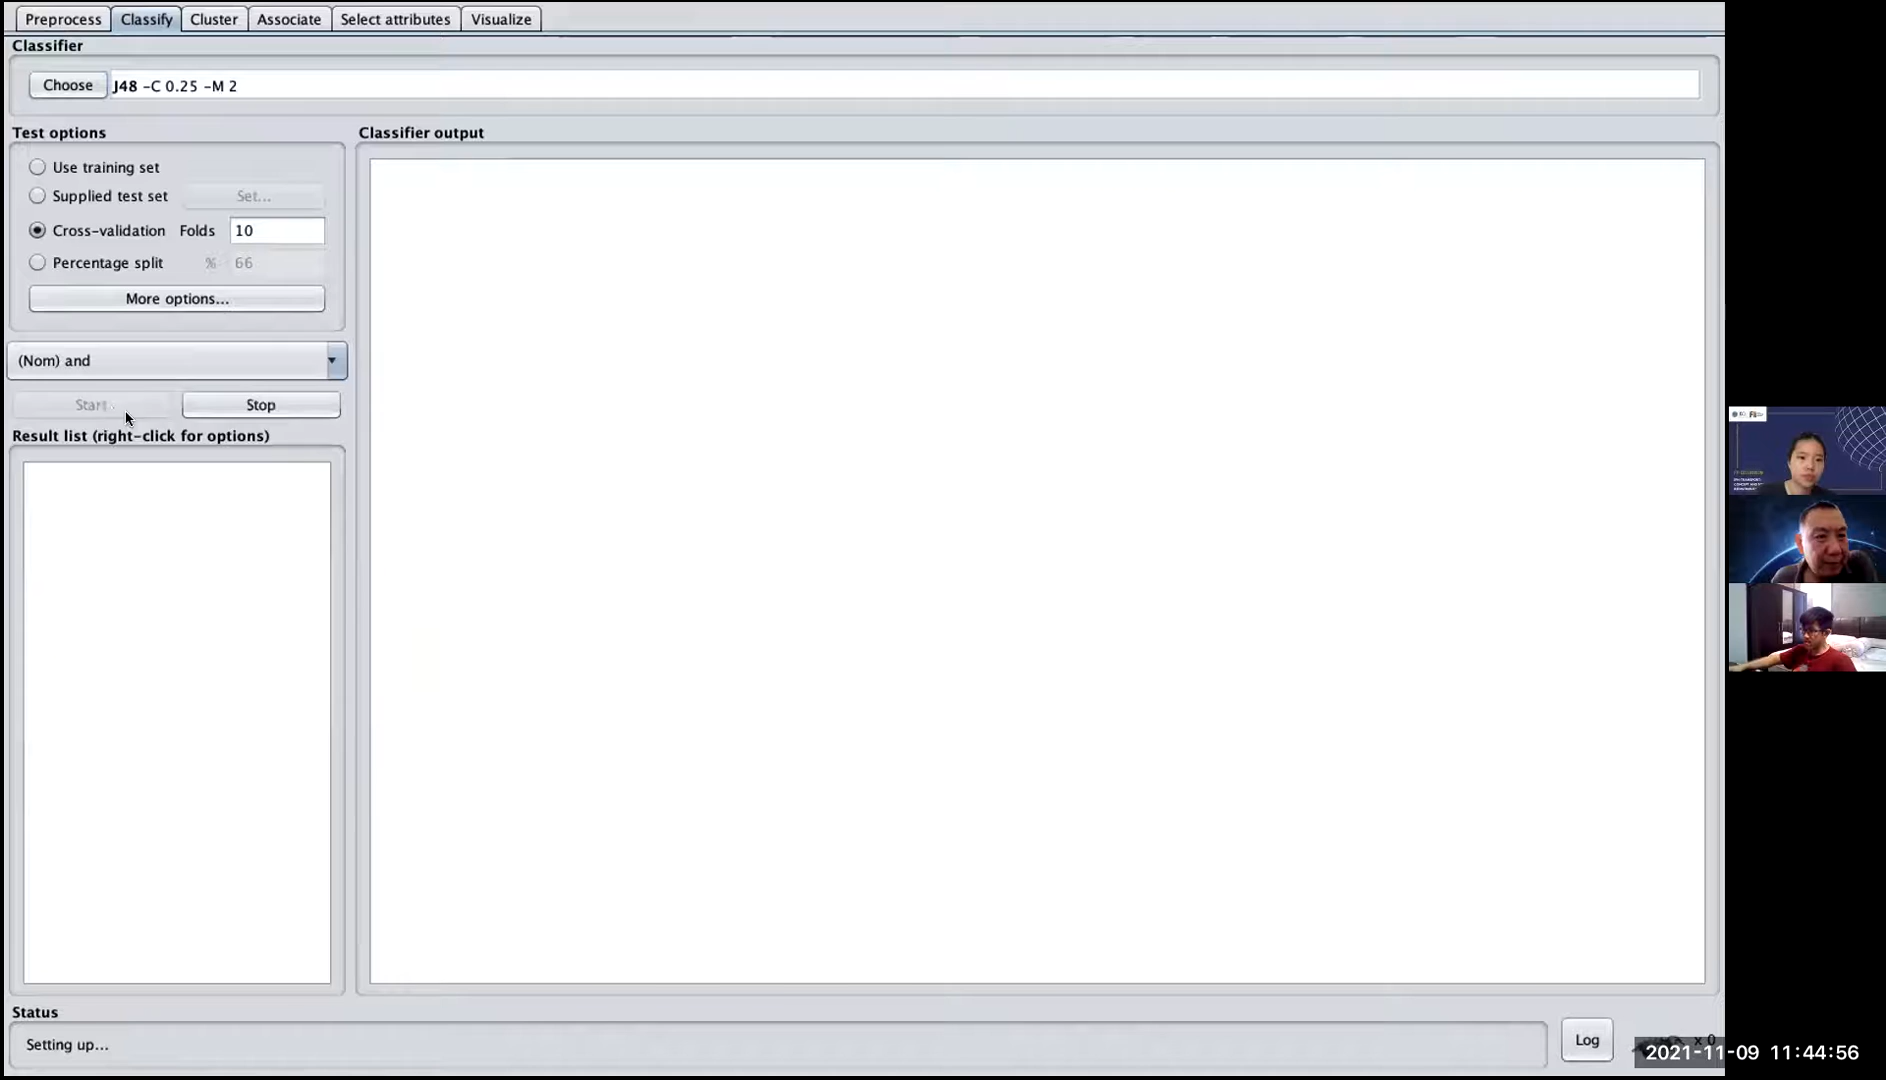 Preprocess Classify Cluster Associate Select attributes Visualize
Classifier
Choose J48 -C 0.25 -M 2
Test options
Use training set
Supplied test set Set...
Cross-validation Folds 10
Percentage split % 66
More options...
(Nom) and
Start Stop
Result list (right-click for options)
Classifier output
Status
Setting up...
Log x 0
2021-11-09 11:44:56